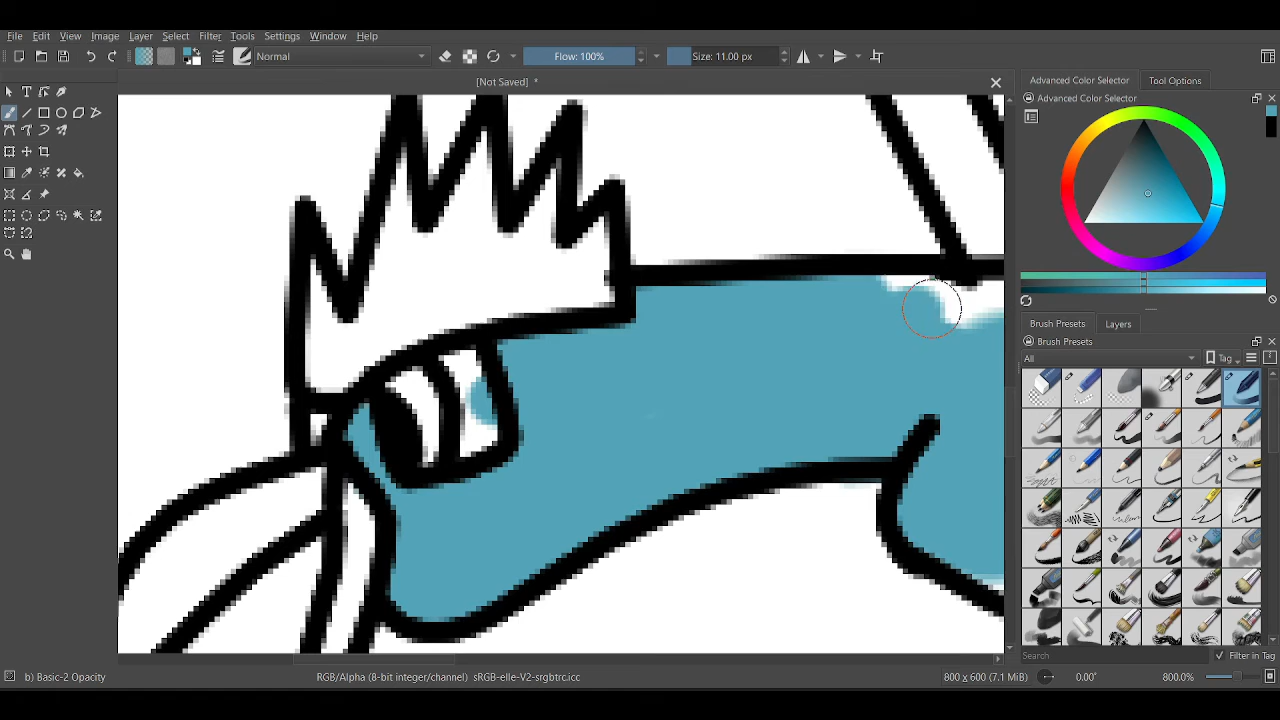 File Edit View Image Layer Select Filter Tools Settings Window Help
Normal Flow: 100% Size: 11.00 px
[Not Saved] *
Advanced Color Selector Tool Options
Advanced Color Selector
Brush Presets Layers
Brush Presets
All Tag
Search Filter in Tag
b) Basic-2 Opacity RGB/Alpha (8-bit integer/channel) sRGB-elle-V2-srgbtrc.icc 800 x 600 (7.1 MiB) 0.00° 800.0%